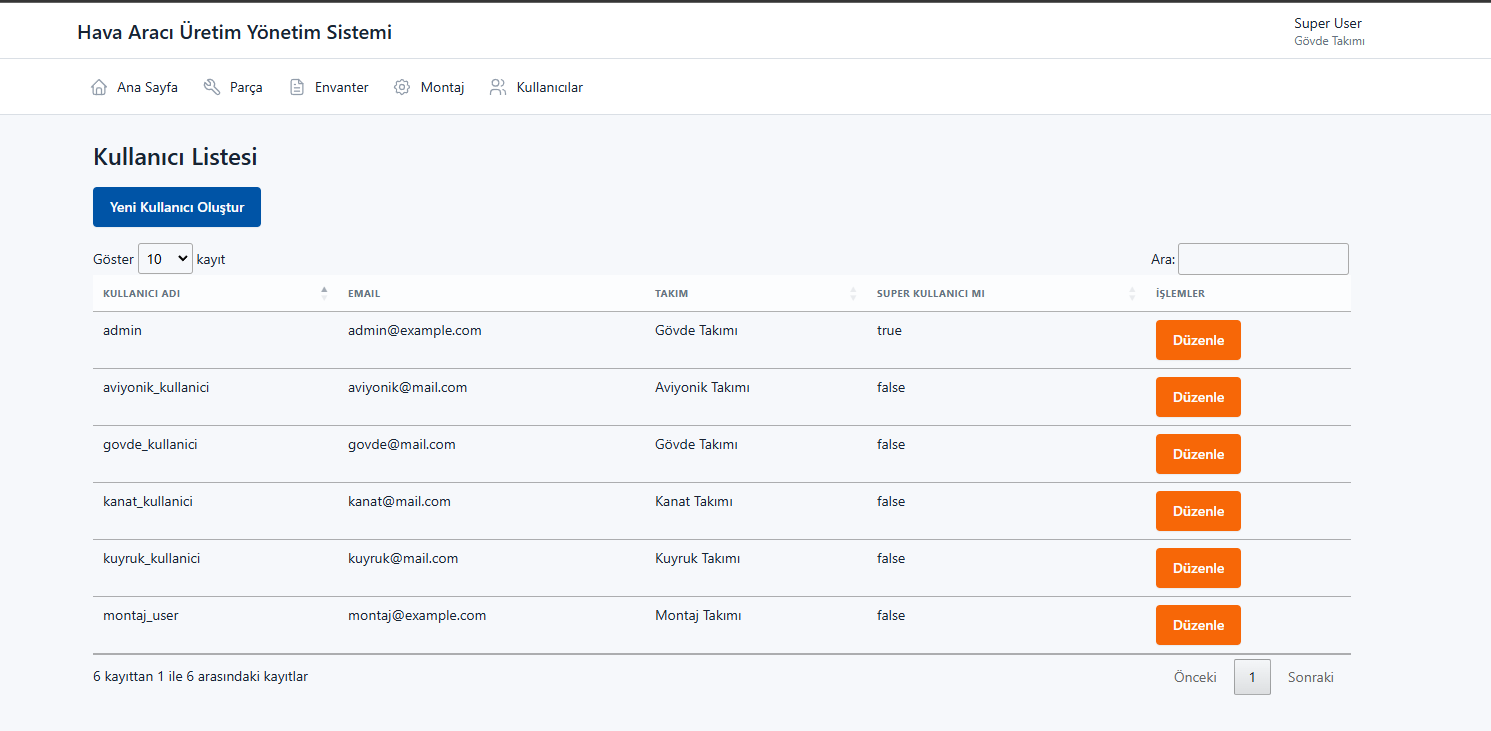 Hava Aracı Üretim Yönetim Sistemi
Super User
Gövde Takımı
Ana Sayfa Parça Envanter Montaj Kullanıcılar
Kullanıcı Listesi
Yeni Kullanıcı Oluştur
Göster 10 kayıt Ara:
KULLANICI ADI EMAIL TAKIM SUPER KULLANICI MI İŞLEMLER
admin admin@example.com Gövde Takımı true Düzenle
aviyonik_kullanici aviyonik@mail.com Aviyonik Takımı false Düzenle
govde_kullanici govde@mail.com Gövde Takımı false Düzenle
kanat_kullanici kanat@mail.com Kanat Takımı false Düzenle
kuyruk_kullanici kuyruk@mail.com Kuyruk Takımı false Düzenle
montaj_user montaj@example.com Montaj Takımı false Düzenle
6 kayıttan 1 ile 6 arasındaki kayıtlar Önceki 1 Sonraki